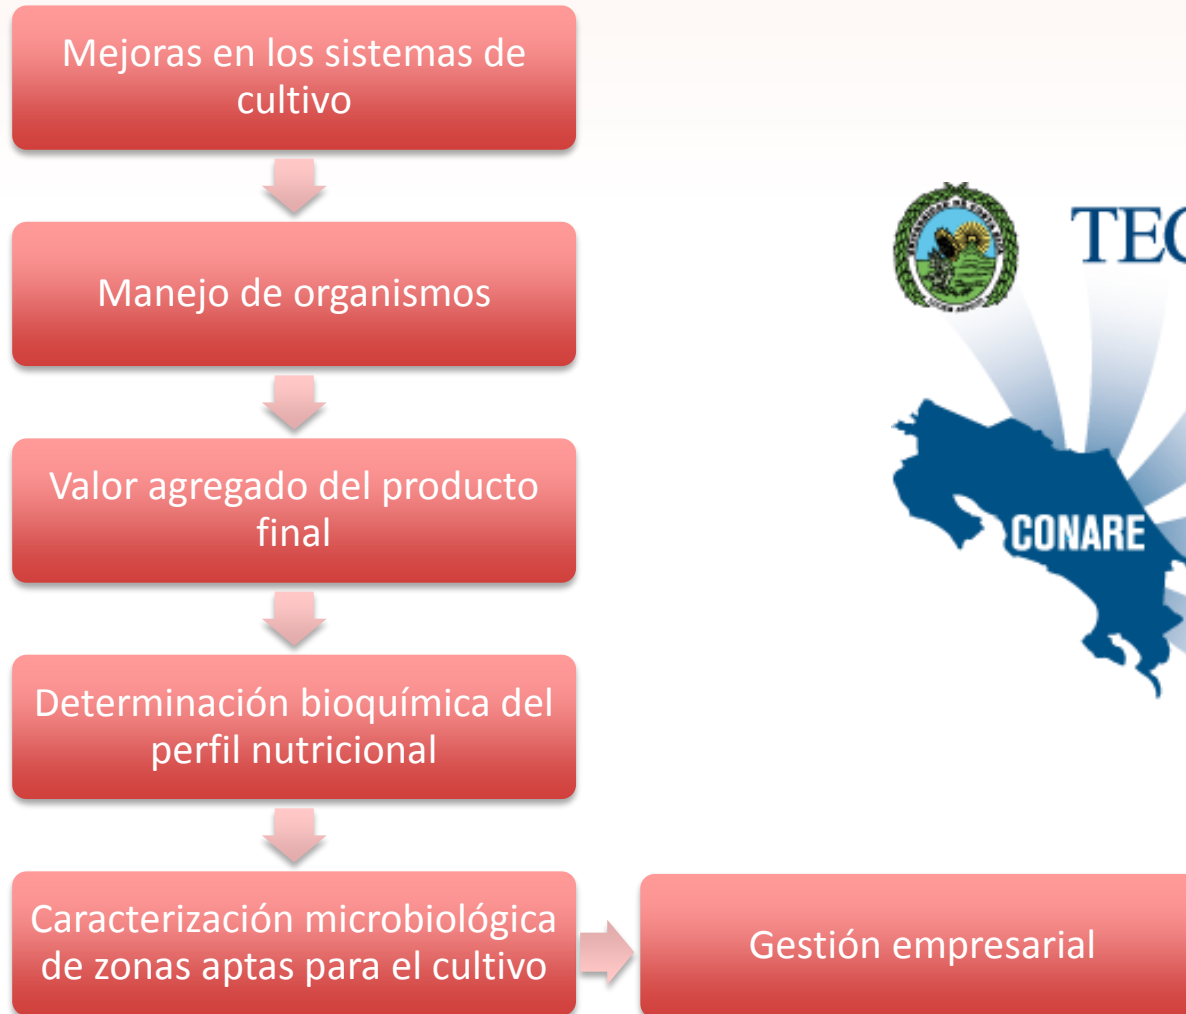 Mejoras en los sistemas de
cultivo
Manejo de organismos
Valor agregado del producto
final
Determinación bioquímica del
perfil nutricional
Caracterización microbiológica
de zonas aptas para el cultivo
Gestión empresarial
TEC
CONARE